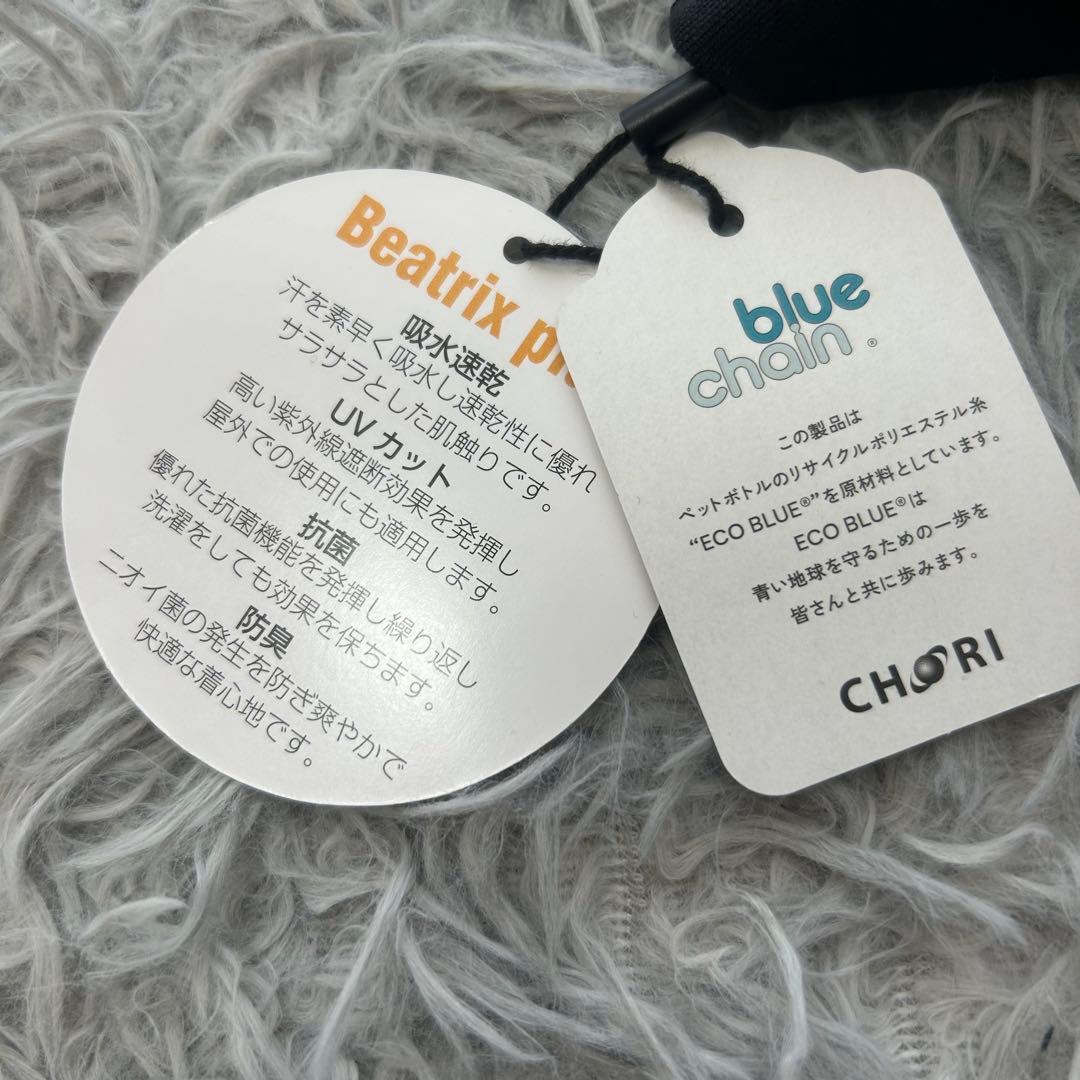 Beatrix
吸水速乾
汗を素早く吸水し速乾性に優れ
サラサラとした肌触りです。
UVカット
高い紫外線遮断効果を発揮し
屋外での使用にも適用します。
抗菌
優れた抗菌機能を発揮し繰り返し
洗濯をしても効果を保ちます。
防臭
ニオイ菌の発生を防ぎ爽やかで
快適な着心地です。
blue
chain®
この製品は
ペットボトルのリサイクルポリエステル糸
“ECO BLUE®”を原材料としています。
ECO BLUE®は
青い地球を守るための一歩を
皆さんと共に歩みます。
CHORI